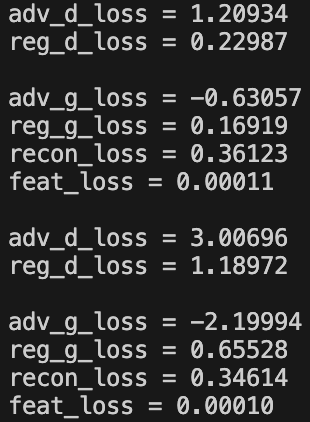 adv_d_loss = 1.20934
reg_d_loss = 0.22987
adv_g_loss = -0.63057
reg_g_loss = 0.16919
recon_loss = 0.36123
feat_loss = 0.00011
adv_d_loss = 3.00696
reg_d_loss = 1.18972
adv_g_loss = -2.19994
reg_g_loss = 0.65528
recon_loss = 0.34614
feat_loss = 0.00010